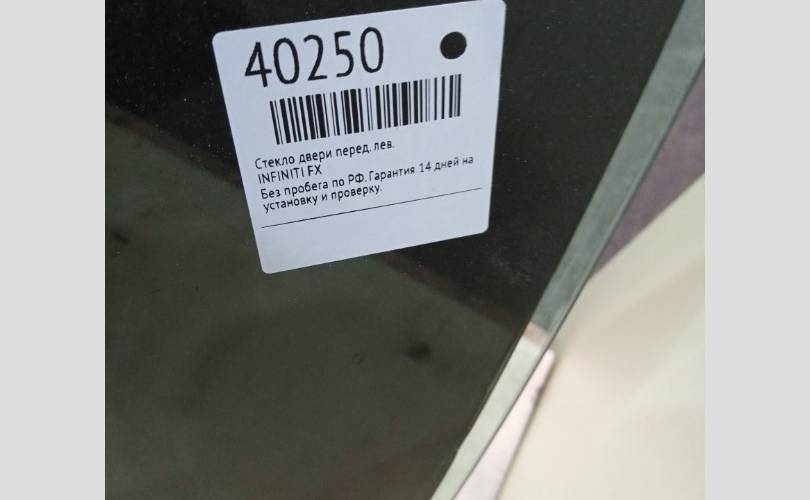 40250
Стекло двери перед. лев.
INFINITI FX
Без пробега по РФ. Гарантия 14 дней на
установку и проверку.